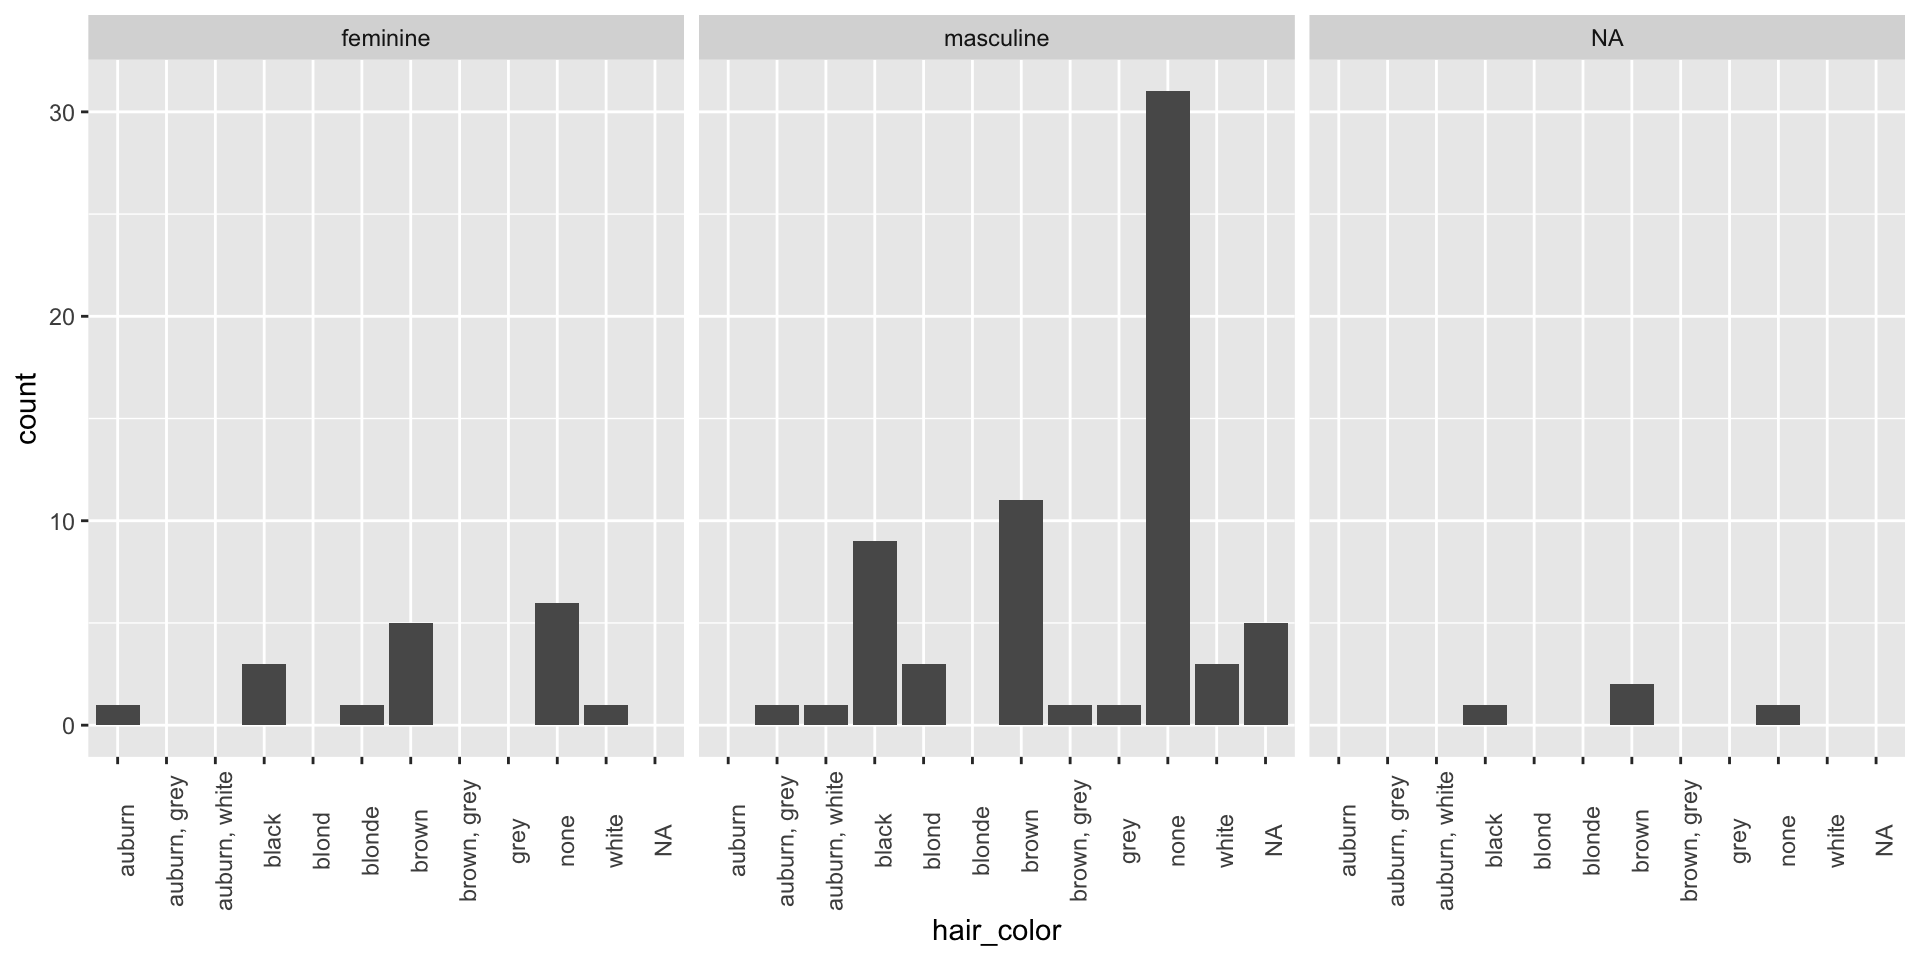 feminine masculine NA
30
20
10
0
count
auburn
auburn, grey
auburn, white
black
blond
blonde
brown
brown, grey
grey
none
white
NA
auburn
auburn, grey
auburn, white
black
blond
blonde
brown
brown, grey
grey
none
white
NA
auburn
auburn, grey
auburn, white
black
blond
blonde
brown
brown, grey
grey
none
white
NA
hair_color